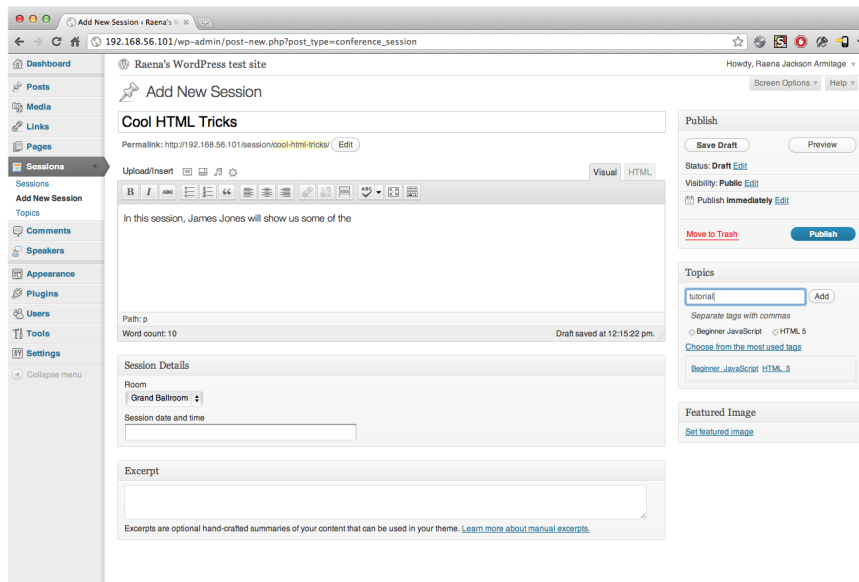 Add New Session ‹ Raena's W
192.168.56.101/wp-admin/post-new.php?post_type=conference_session
Dashboard
Posts
Media
Links
Pages
Sessions
Sessions
Add New Session
Topics
Comments
Speakers
Appearance
Plugins
Users
Tools
Settings
Collapse menu
Raena's WordPress test site
Howdy, Raena Jackson Armitage
Screen Options
Help
Add New Session
Cool HTML Tricks
Permalink: http://192.168.56.101/session/cool-html-tricks/ Edit
Upload/Insert
Visual HTML
B I ABC ABC
In this session, James Jones will show us some of the
Path: p
Word count: 10
Draft saved at 12:15:22 pm.
Session Details
Room
Grand Ballroom
Session date and time
Excerpt
Excerpts are optional hand-crafted summaries of your content that can be used in your theme. Learn more about manual excerpts.
Publish
Save Draft Preview
Status: Draft Edit
Visibility: Public Edit
Publish immediately Edit
Move to Trash Publish
Topics
tutorial Add
Separate tags with commas
Beginner JavaScript HTML 5
Choose from the most used tags
Beginner JavaScript HTML 5
Featured Image
Set featured image